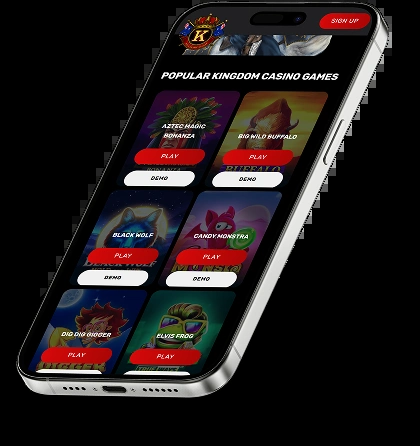 K
SIGN UP
POPULAR KINGDOM CASINO GAMES
AZTEC MAGIC
BONANZA
PLAY
DEMO
BIG WILD BUFFALO
PLAY
BUFFALO
DEMO
BLACK WOLF
PLAY
DEMO
CANDY MONSTRA
PLAY
DEMO
DIG DIG DIGGER
PLAY
ELVIS FROG
PLAY